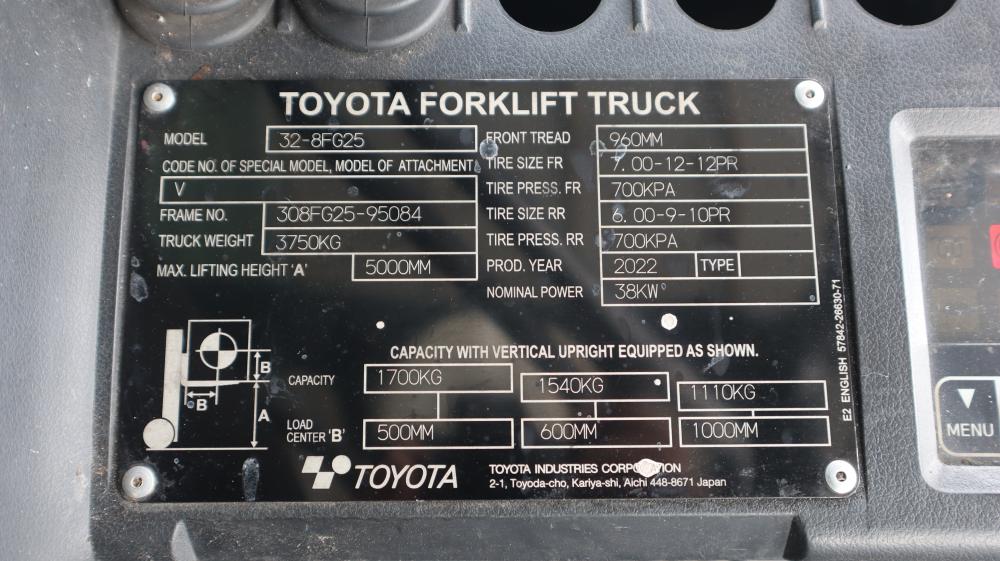 TOYOTA FORKLIFT TRUCK
MODEL 32-8FG25
CODE NO. OF SPECIAL MODEL, MODEL OF ATTACHMENT
V
FRAME NO. 308FG25-95084
TRUCK WEIGHT 3750KG
MAX. LIFTING HEIGHT 'A' 5000MM
FRONT TREAD 960MM
TIRE SIZE FR 7.00-12-12PR
TIRE PRESS. FR 700KPA
TIRE SIZE RR 6.00-9-10PR
TIRE PRESS. RR 700KPA
PROD. YEAR 2022 TYPE
NOMINAL POWER 38KW
B
B
A
CAPACITY WITH VERTICAL UPRIGHT EQUIPPED AS SHOWN.
CAPACITY 1700KG 1540KG 1110KG
LOAD
CENTER 'B' 500MM 600MM 1000MM
TOYOTA
TOYOTA INDUSTRIES CORPORATION
2-1, Toyoda-cho, Kariya-shi, Aichi 448-8671 Japan
E2 ENGLISH 57842-26630-71
MENU